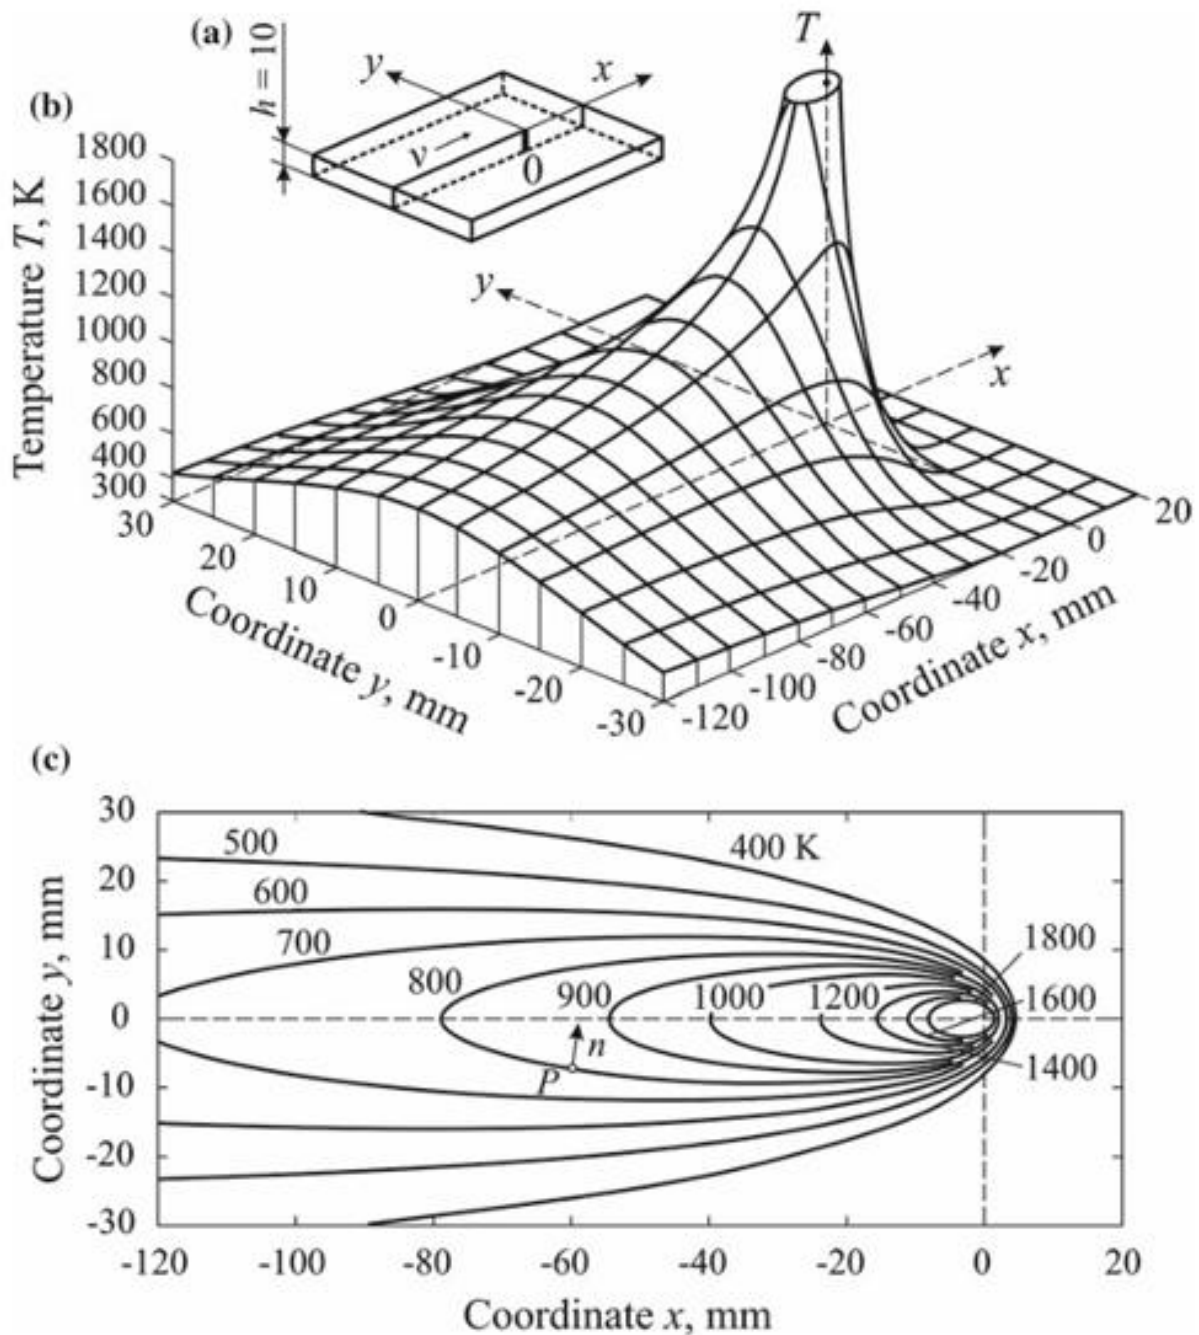 (a)
h = 10
y
x
v
0
(b)
T
Temperature T, K
1800
1600
1400
1200
1000
800
600
400
300
y
x
30
20
10
0
-10
-20
-30
Coordinate y, mm
-120
-100
-80
-60
-40
-20
0
20
Coordinate x, mm
(c)
Coordinate y, mm
30
20
10
0
-10
-20
-30
500
600
700
800
900
1000
1200
400 K
1800
1600
1400
P
n
-120
-100
-80
-60
-40
-20
0
20
Coordinate x, mm